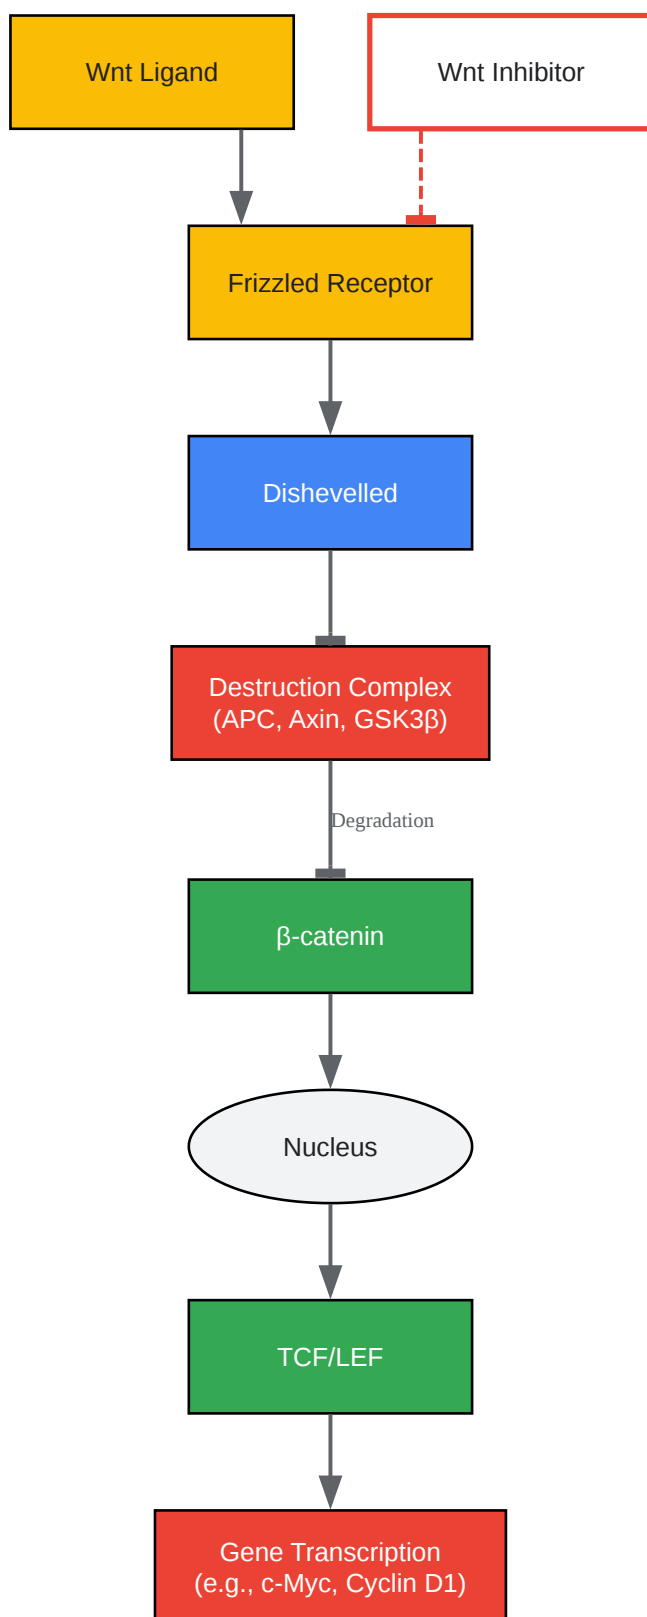 Wnt Ligand
Wnt Inhibitor
Frizzled Receptor
Dishevelled
Destruction Complex
(APC, Axin, GSK3β)
Degradation
β-catenin
Nucleus
TCF/LEF
Gene Transcription
(e.g., c-Myc, Cyclin D1)